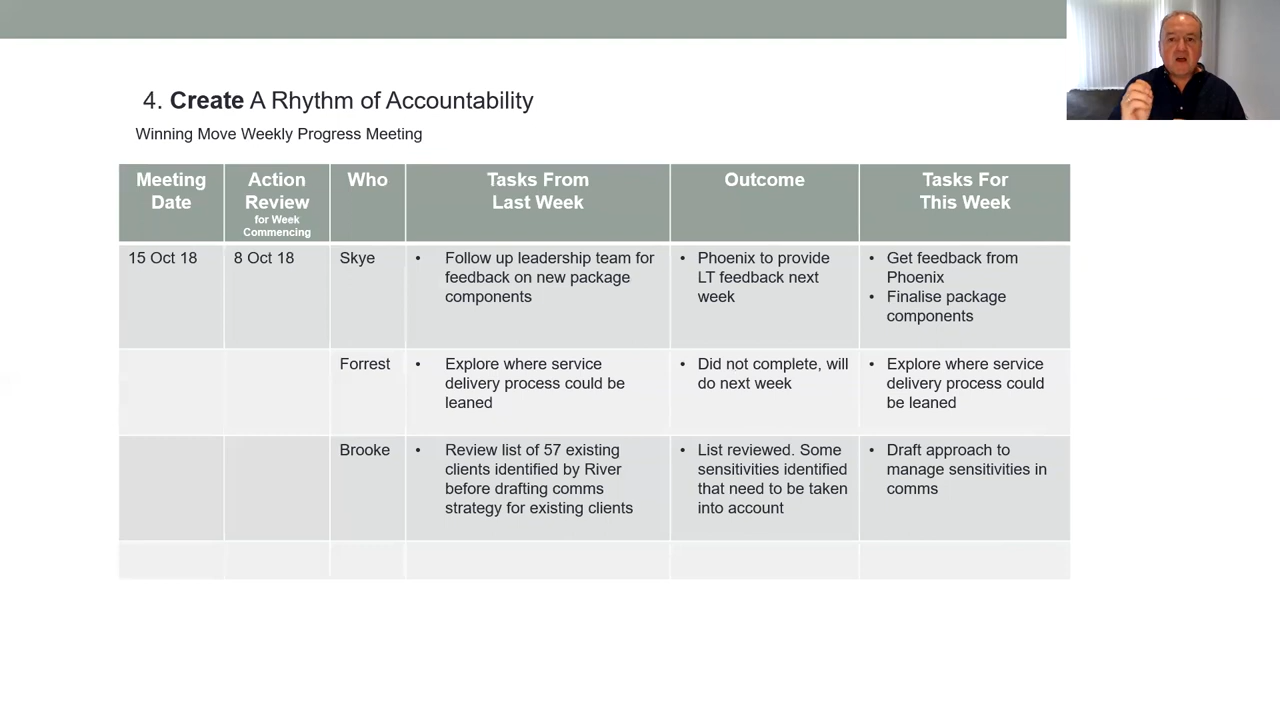 4. Create A Rhythm of Accountability
Winning Move Weekly Progress Meeting
Meeting
Date
Action
Review
for Week
Commencing
Who
Tasks From
Last Week
Outcome
Tasks For
This Week
15 Oct 18
8 Oct 18
Skye
• Follow up leadership team for
feedback on new package
components
• Phoenix to provide
LT feedback next
week
• Get feedback from
Phoenix
• Finalise package
components
Forrest
• Explore where service
delivery process could be
leaned
• Did not complete, will
do next week
• Explore where service
delivery process could
be leaned
Brooke
• Review list of 57 existing
clients identified by River
before drafting comms
strategy for existing clients
• List reviewed. Some
sensitivities identified
that need to be taken
into account
• Draft approach to
manage sensitivities in
comms